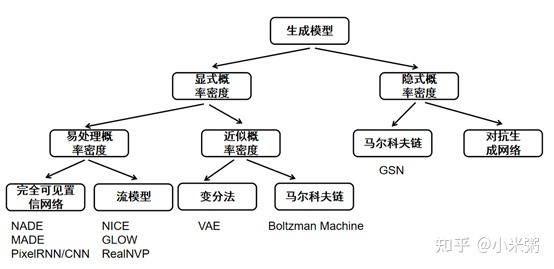 生成模型
显式概
率密度
隐式概
率密度
易处理概
率密度
近似概
率密度
马尔科夫链
对抗生
成网络
GSN
完全可见置
信网络
流模型
变分法
马尔科夫链
NADE
MADE
PixelRNN/CNN
NICE
GLOW
RealNVP
VAE
Boltzman Machine
知乎 @小米粥